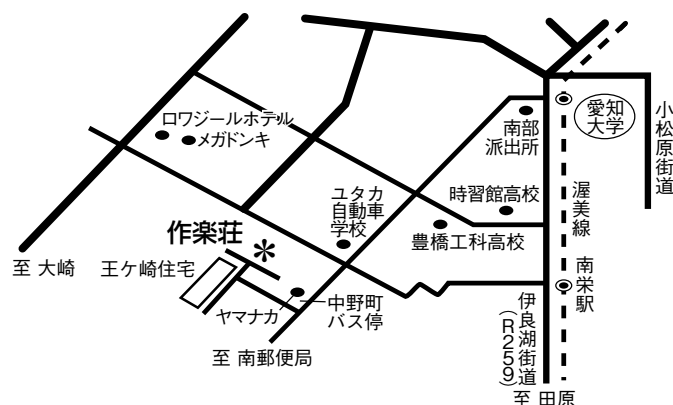 ロワジールホテル
メガドンキ
南部
派出所
愛知
大学
小松原街道
ユタカ
自動車
学校
時習館高校
豊橋工科高校
渥美線
南栄駅
作楽荘
*
至 大崎
王ケ崎住宅
ヤマナカ
中野町
バス停
至 南郵便局
伊良湖街道
(R259)
至 田原